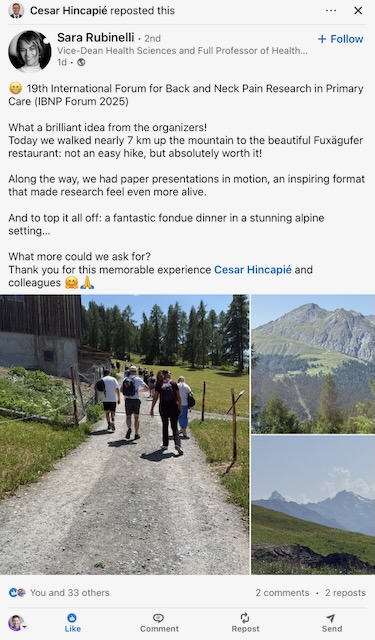 Cesar Hincapié reposted this
Sara Rubinelli • 2nd
+ Follow
Vice-Dean Health Sciences and Full Professor of Health...
1d •
😀 19th International Forum for Back and Neck Pain Research in Primary
Care (IBNP Forum 2025)
What a brilliant idea from the organizers!
Today we walked nearly 7 km up the mountain to the beautiful Fuxägufer
restaurant: not an easy hike, but absolutely worth it!
Along the way, we had paper presentations in motion, an inspiring format
that made research feel even more alive.
And to top it all off: a fantastic fondue dinner in a stunning alpine
setting...
What more could we ask for?
Thank you for this memorable experience Cesar Hincapié and
colleagues 🤗🙏
You and 33 others
2 comments • 2 reposts
Like
Comment
Repost
Send